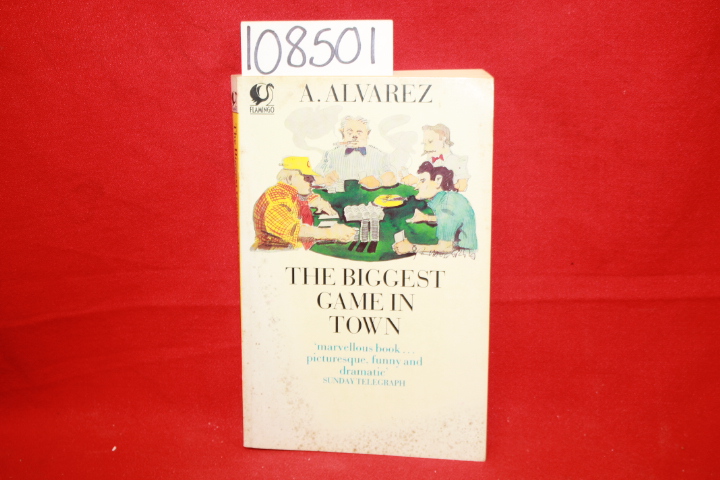 108501
FLAMINGO
A. ALVAREZ
THE BIGGEST
GAME IN
TOWN
'marvellous book...
picturesque, funny and
dramatic'
SUNDAY TELEGRAPH